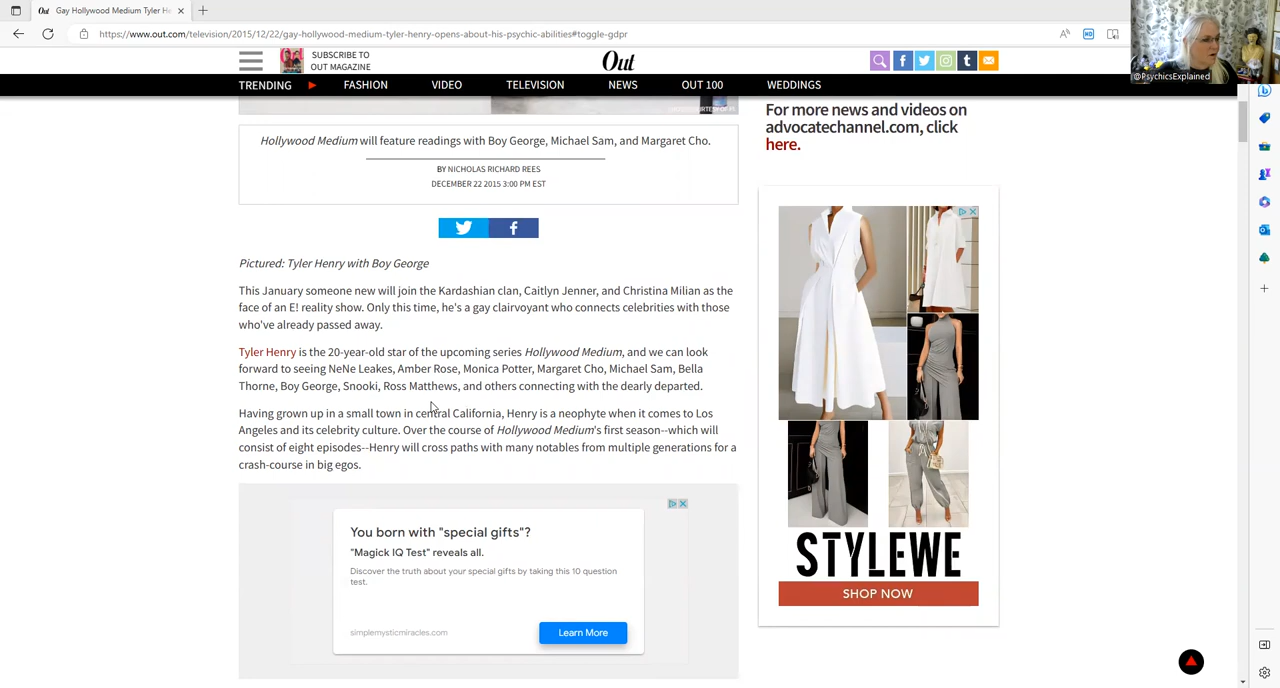 Out Gay Hollywood Medium Tyler He
https://www.out.com/television/2015/12/22/gay-hollywood-medium-tyler-henry-opens-about-his-psychic-abilities#toggle-gdpr
@PsychicsExplained
SUBSCRIBE TO
OUT MAGAZINE
Out
TRENDING FASHION VIDEO TELEVISION NEWS OUT 100 WEDDINGS
Hollywood Medium will feature readings with Boy George, Michael Sam, and Margaret Cho.
BY NICHOLAS RICHARD REES
DECEMBER 22 2015 3:00 PM EST
Pictured: Tyler Henry with Boy George
This January someone new will join the Kardashian clan, Caitlyn Jenner, and Christina Milian as the
face of an E! reality show. Only this time, he's a gay clairvoyant who connects celebrities with those
who've already passed away.
Tyler Henry is the 20-year-old star of the upcoming series Hollywood Medium, and we can look
forward to seeing NeNe Leakes, Amber Rose, Monica Potter, Margaret Cho, Michael Sam, Bella
Thorne, Boy George, Snooki, Ross Matthews, and others connecting with the dearly departed.
Having grown up in a small town in central California, Henry is a neophyte when it comes to Los
Angeles and its celebrity culture. Over the course of Hollywood Medium's first season--which will
consist of eight episodes--Henry will cross paths with many notables from multiple generations for a
crash-course in big egos.
You born with "special gifts"?
"Magick IQ Test" reveals all.
Discover the truth about your special gifts by taking this 10 question
test.
simplemysticmiracles.com
Learn More
For more news and videos on
advocatechannel.com, click
here.
STYLEWE
SHOP NOW